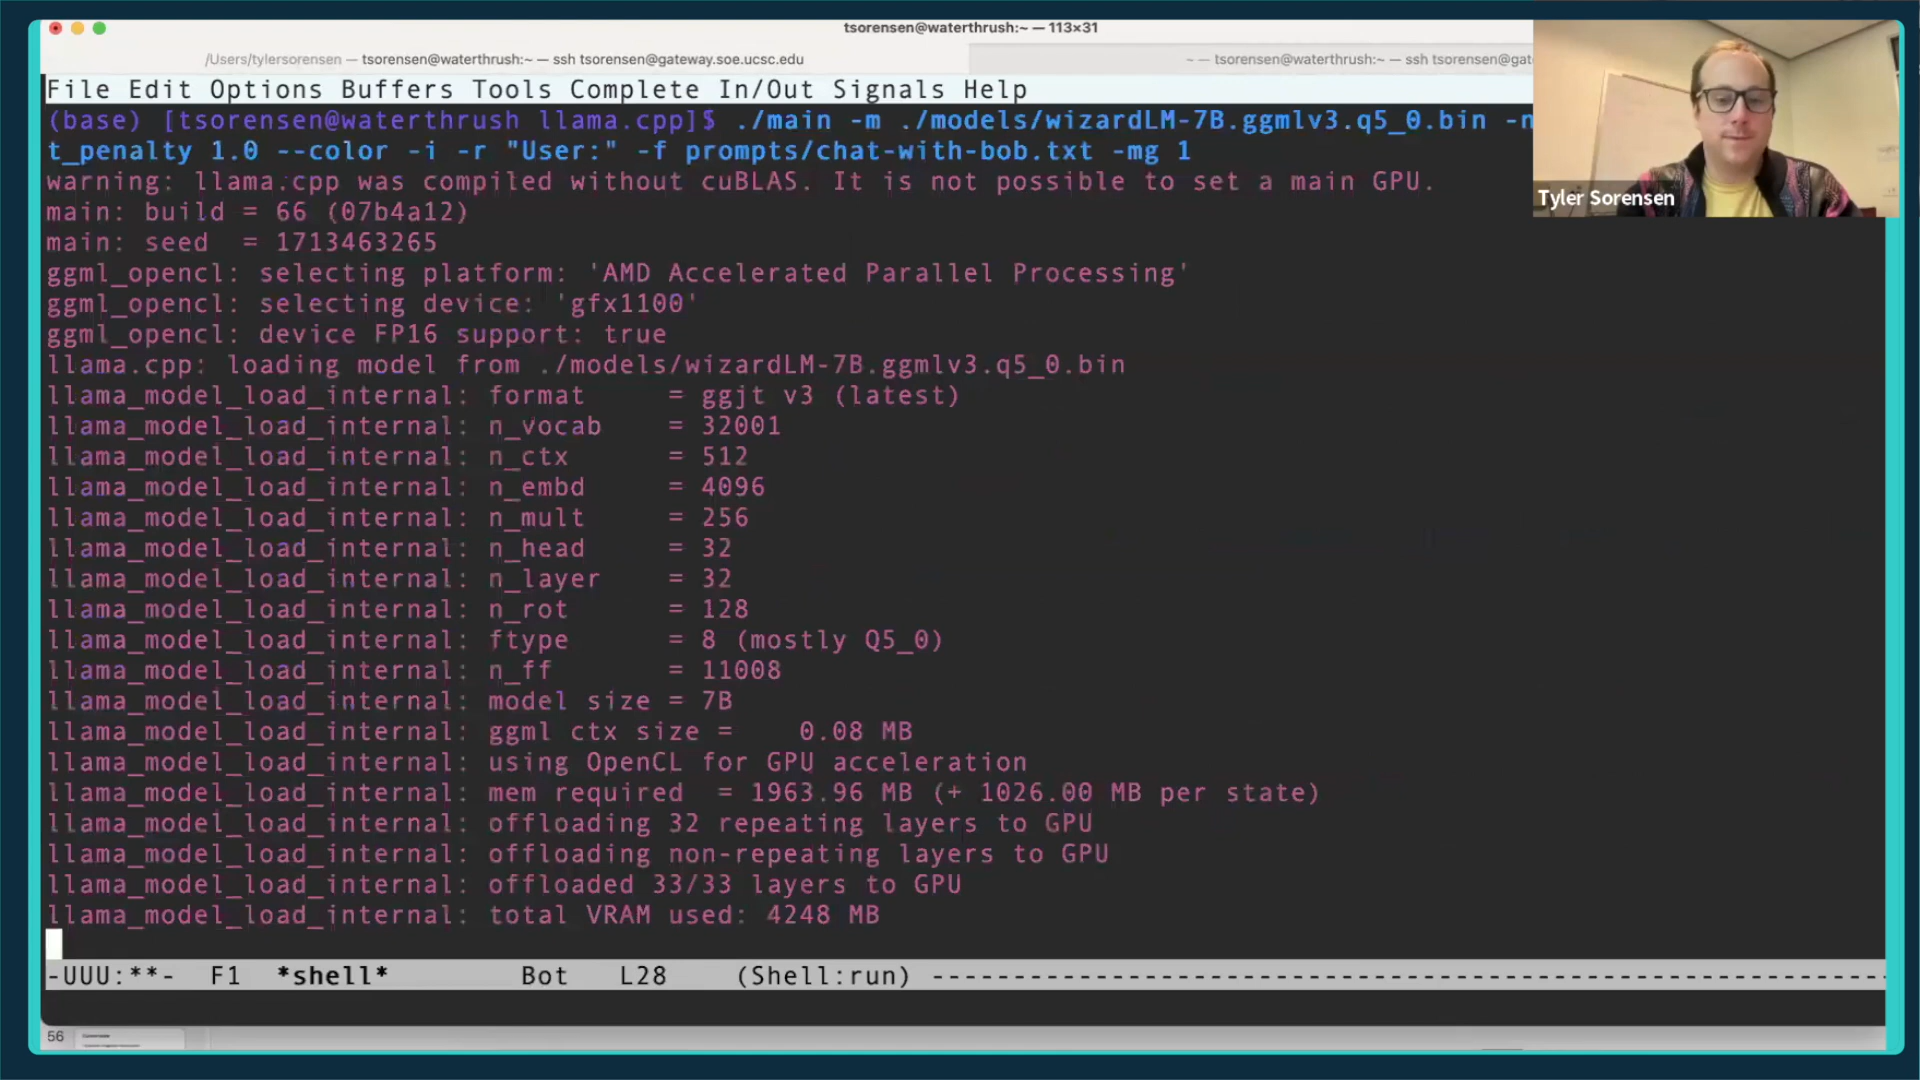 tsorensen@waterthrush:~ — 113×31
/Users/tylersorensen — tsorensen@waterthrush:~ — ssh tsorensen@gateway.soe.ucsc.edu
~ — tsorensen@waterthrush:~ — ssh tsorensen@gat
File Edit Options Buffers Tools Complete In/Out Signals Help
(base) [tsorensen@waterthrush llama.cpp]$ ./main -m ./models/wizardLM-7B.ggmlv3.q5_0.bin -n
t_penalty 1.0 --color -i -r "User:" -f prompts/chat-with-bob.txt -mg 1
warning: llama.cpp was compiled without cuBLAS. It is not possible to set a main GPU.
main: build = 66 (07b4a12)
main: seed  = 1713463265
ggml_opencl: selecting platform: 'AMD Accelerated Parallel Processing'
ggml_opencl: selecting device: 'gfx1100'
ggml_opencl: device FP16 support: true
llama.cpp: loading model from ./models/wizardLM-7B.ggmlv3.q5_0.bin
llama_model_load_internal: format     = ggjt v3 (latest)
llama_model_load_internal: n_vocab    = 32001
llama_model_load_internal: n_ctx      = 512
llama_model_load_internal: n_embd     = 4096
llama_model_load_internal: n_mult     = 256
llama_model_load_internal: n_head     = 32
llama_model_load_internal: n_layer    = 32
llama_model_load_internal: n_rot      = 128
llama_model_load_internal: ftype      = 8 (mostly Q5_0)
llama_model_load_internal: n_ff       = 11008
llama_model_load_internal: model size = 7B
llama_model_load_internal: ggml ctx size =    0.08 MB
llama_model_load_internal: using OpenCL for GPU acceleration
llama_model_load_internal: mem required  = 1963.96 MB (+ 1026.00 MB per state)
llama_model_load_internal: offloading 32 repeating layers to GPU
llama_model_load_internal: offloading non-repeating layers to GPU
llama_model_load_internal: offloaded 33/33 layers to GPU
llama_model_load_internal: total VRAM used: 4248 MB
-UUU:**-  F1  *shell*        Bot   L28    (Shell:run) ----------------------------------------------------------
56
Tyler Sorensen